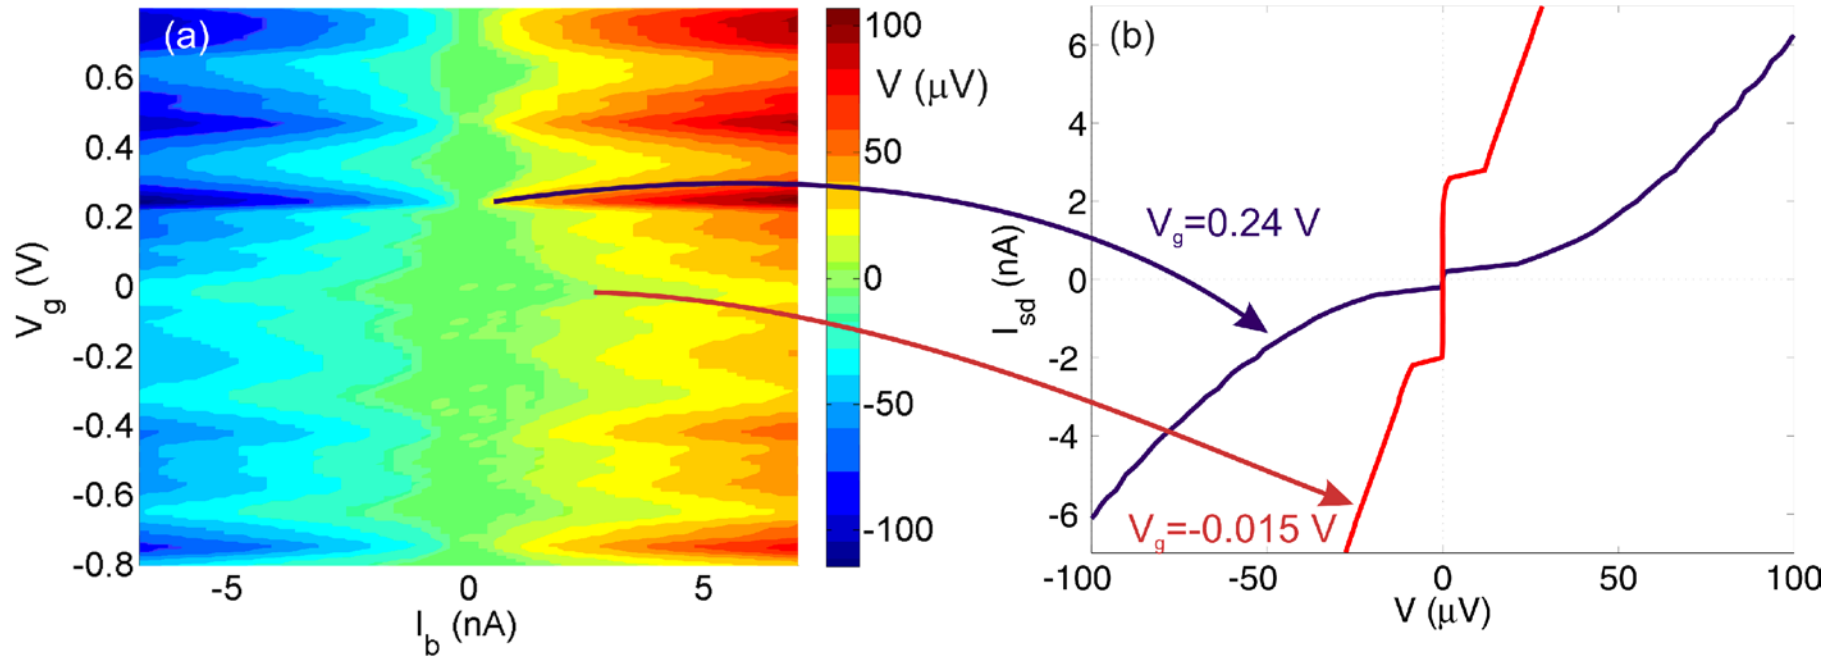 (a)
0.6
0.4
0.2
0
-0.2
-0.4
-0.6
-0.8
V_g (V)
-5 0 5
I_b (nA)
100
V (μV)
50
0
-50
-100
(b)
6
4
2
0
-2
-4
-6
I_sd (nA)
V_g=0.24 V
V_g=-0.015 V
-100 -50 0 50 100
V (μV)